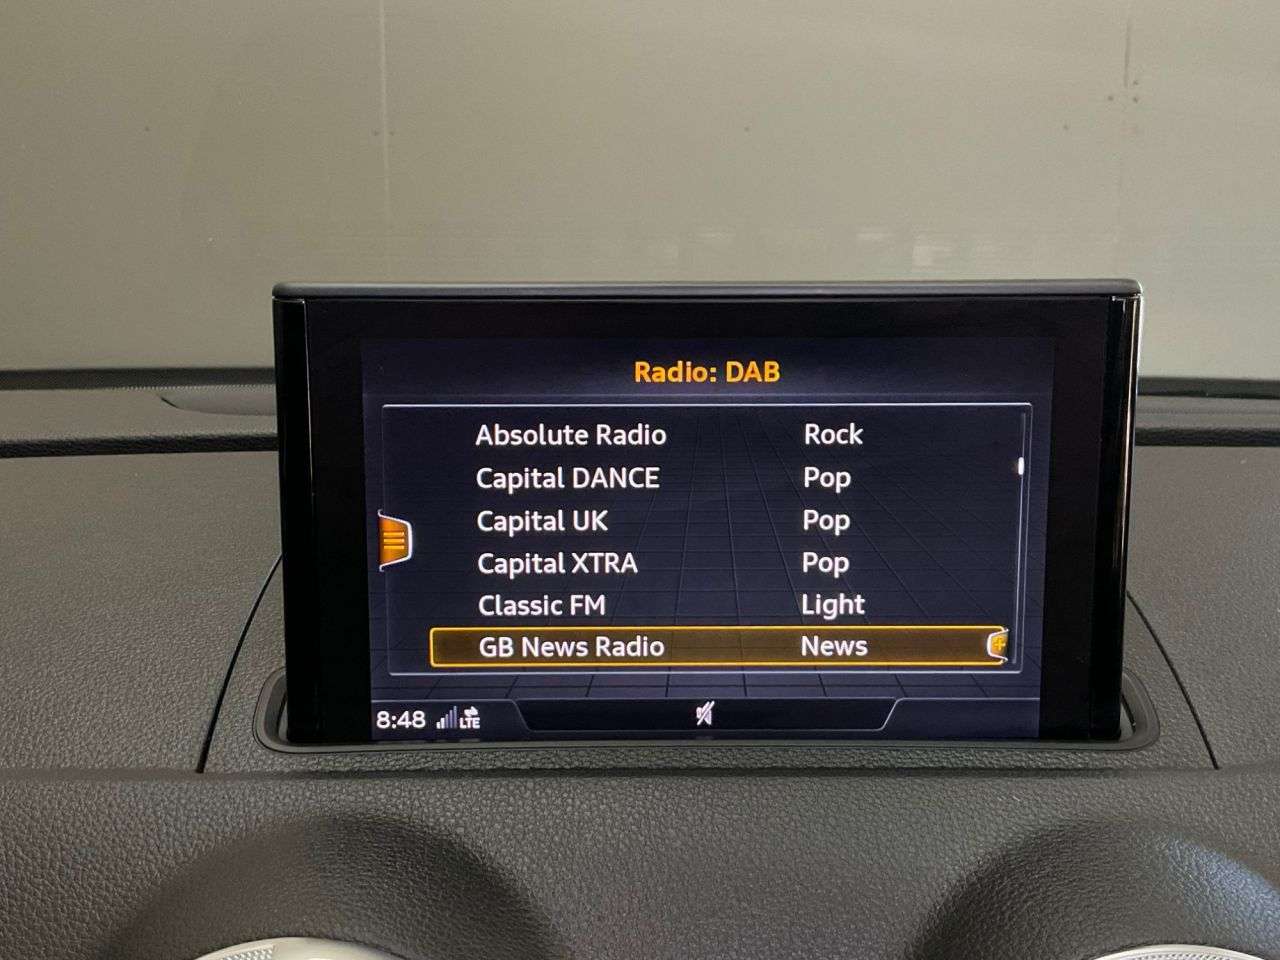 Radio: DAB
Absolute Radio Rock
Capital DANCE Pop
Capital UK Pop
Capital XTRA Pop
Classic FM Light
GB News Radio News
8:48 LTE